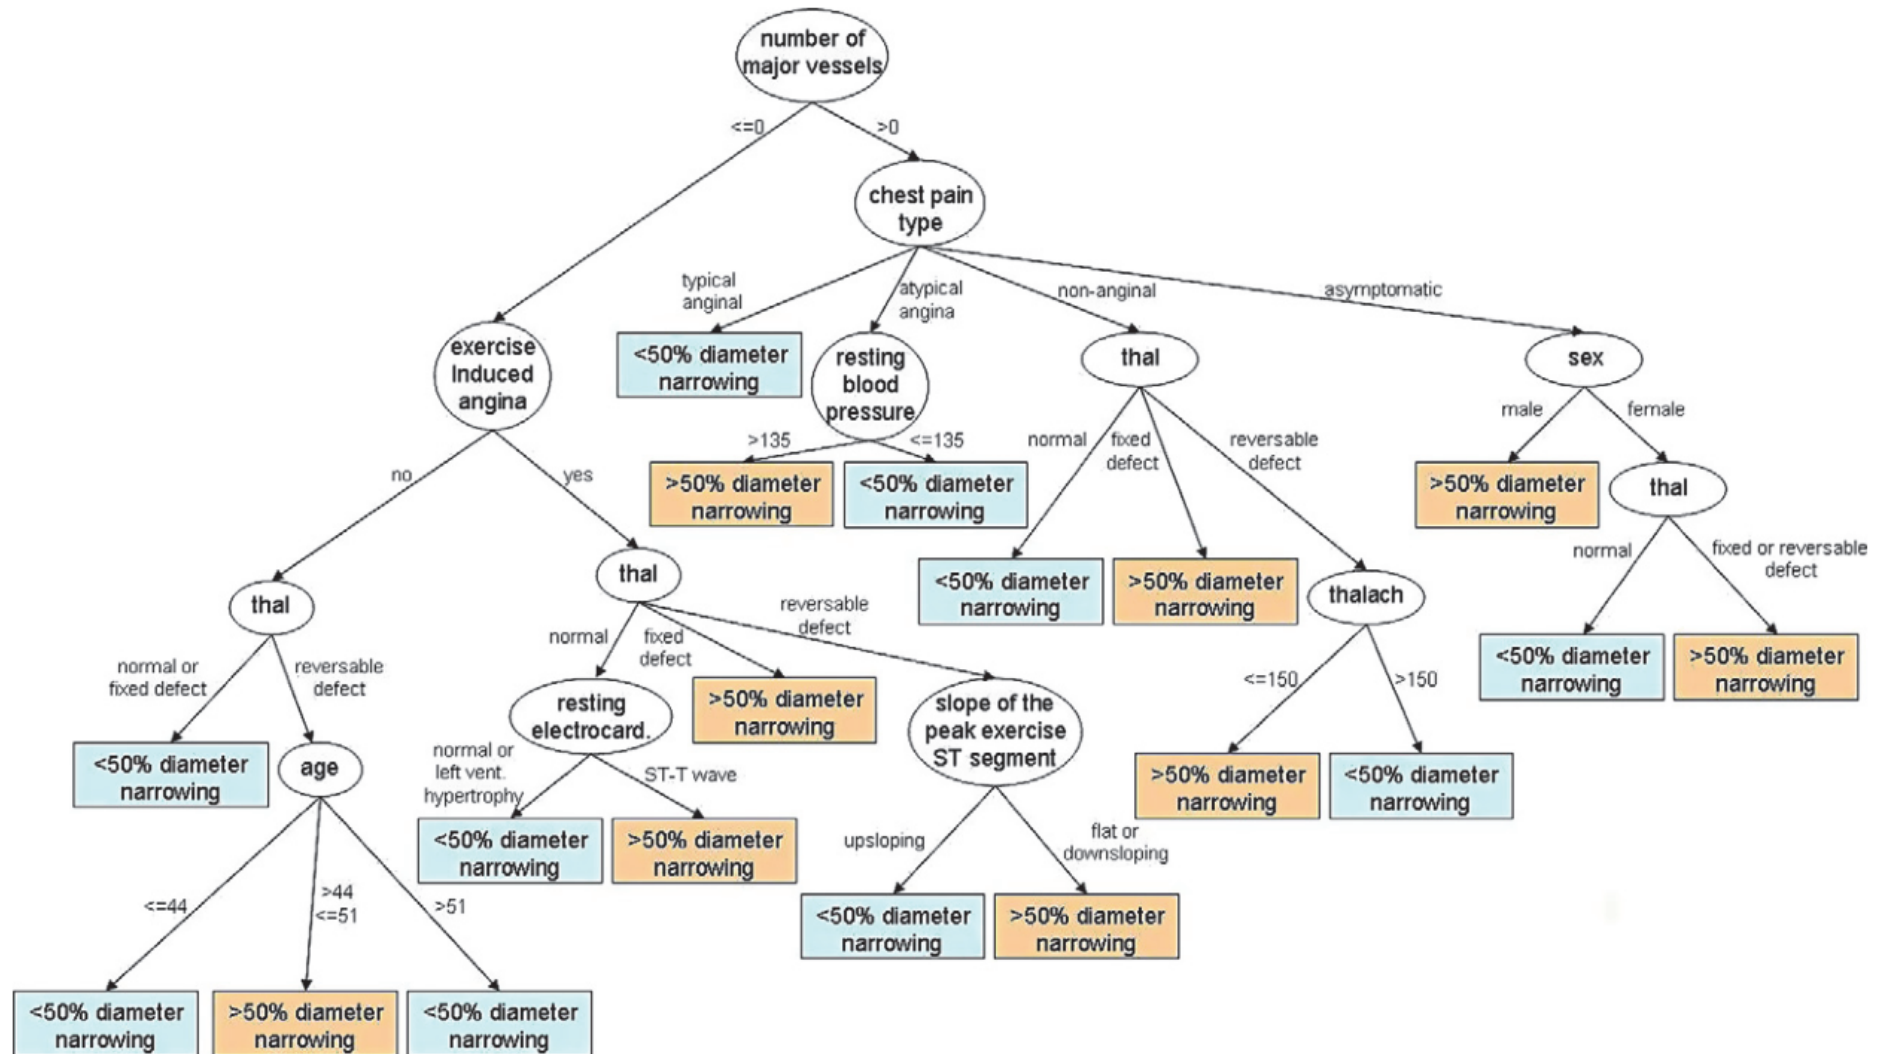 number of
major vessels
<=0
>0
chest pain
type
typical
anginal
atypical
angina
non-anginal
asymptomatic
exercise
Induced
angina
<50% diameter
narrowing
resting
blood
pressure
thal
sex
>135
<=135
normal
fixed
defect
reversable
defect
male
female
no
yes
>50% diameter
narrowing
<50% diameter
narrowing
>50% diameter
narrowing
thal
normal
fixed or reversable
defect
thal
thal
<50% diameter
narrowing
>50% diameter
narrowing
thalach
normal or
fixed defect
reversable
defect
normal
fixed
defect
reversable
defect
<50% diameter
narrowing
>50% diameter
narrowing
resting
electrocard.
>50% diameter
narrowing
slope of the
peak exercise
ST segment
<=150
>150
<50% diameter
narrowing
age
normal or
left vent.
hypertrophy
ST-T wave
>50% diameter
narrowing
<50% diameter
narrowing
<50% diameter
narrowing
>50% diameter
narrowing
upsloping
flat or
downsloping
<=44
>44
<=51
>51
<50% diameter
narrowing
>50% diameter
narrowing
<50% diameter
narrowing
>50% diameter
narrowing
<50% diameter
narrowing